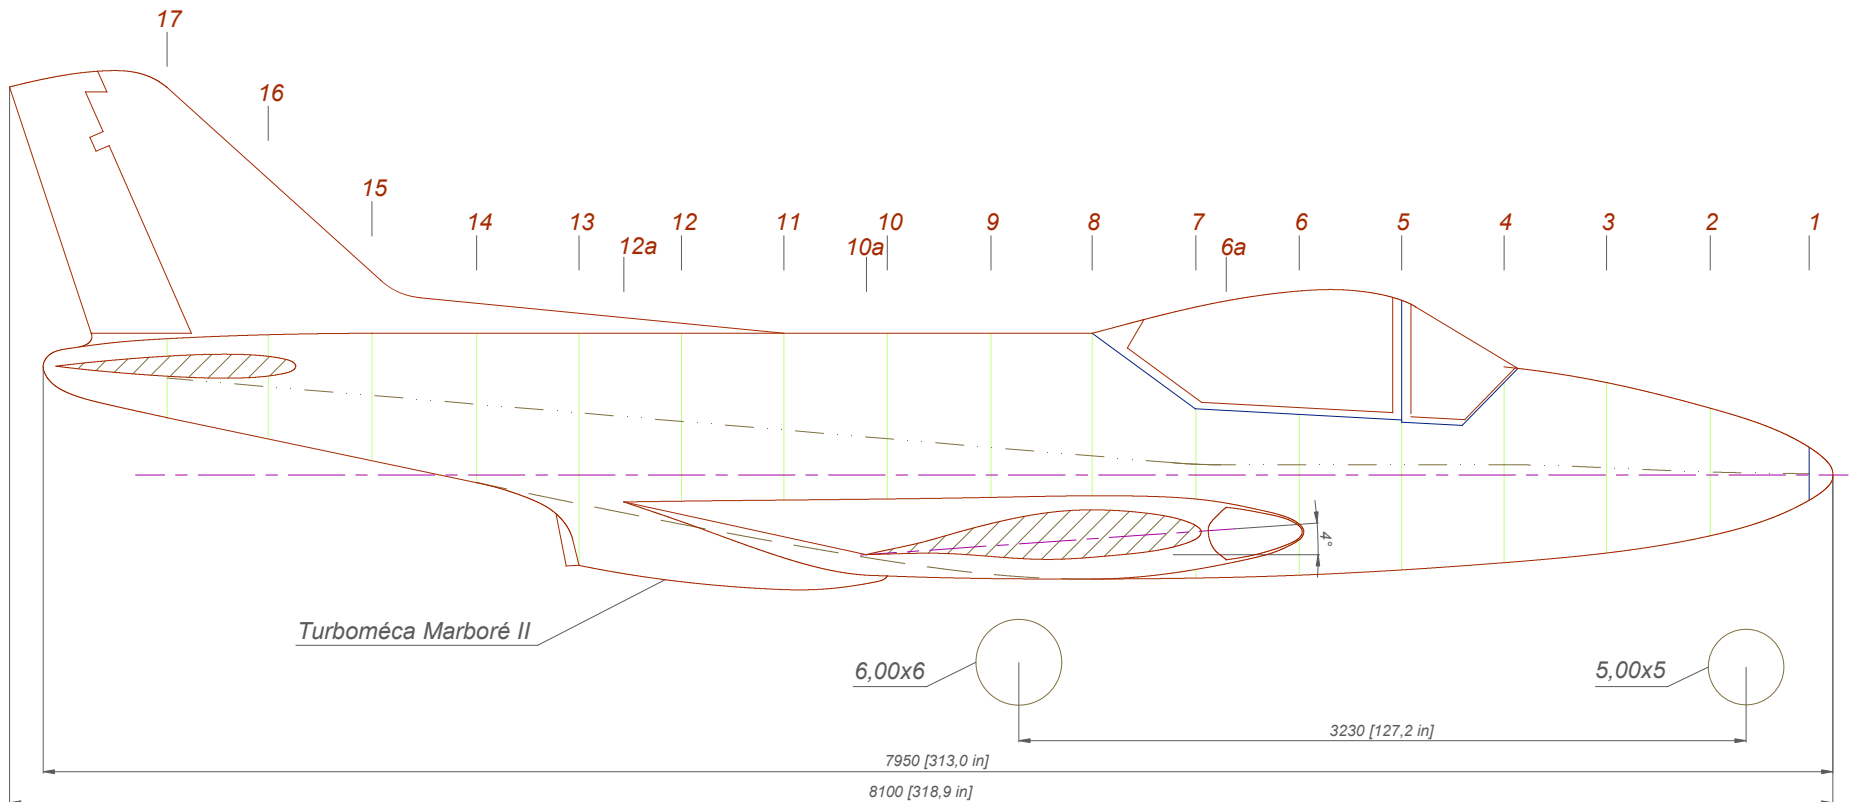 17
16
15
14
13
12
11
10
9
8
7
6
5
4
3
2
1
12a
10a
6a
4°
Turboméca Marboré II
6,00x6
5,00x5
3230 [127,2 in]
7950 [313,0 in]
8100 [318,9 in]